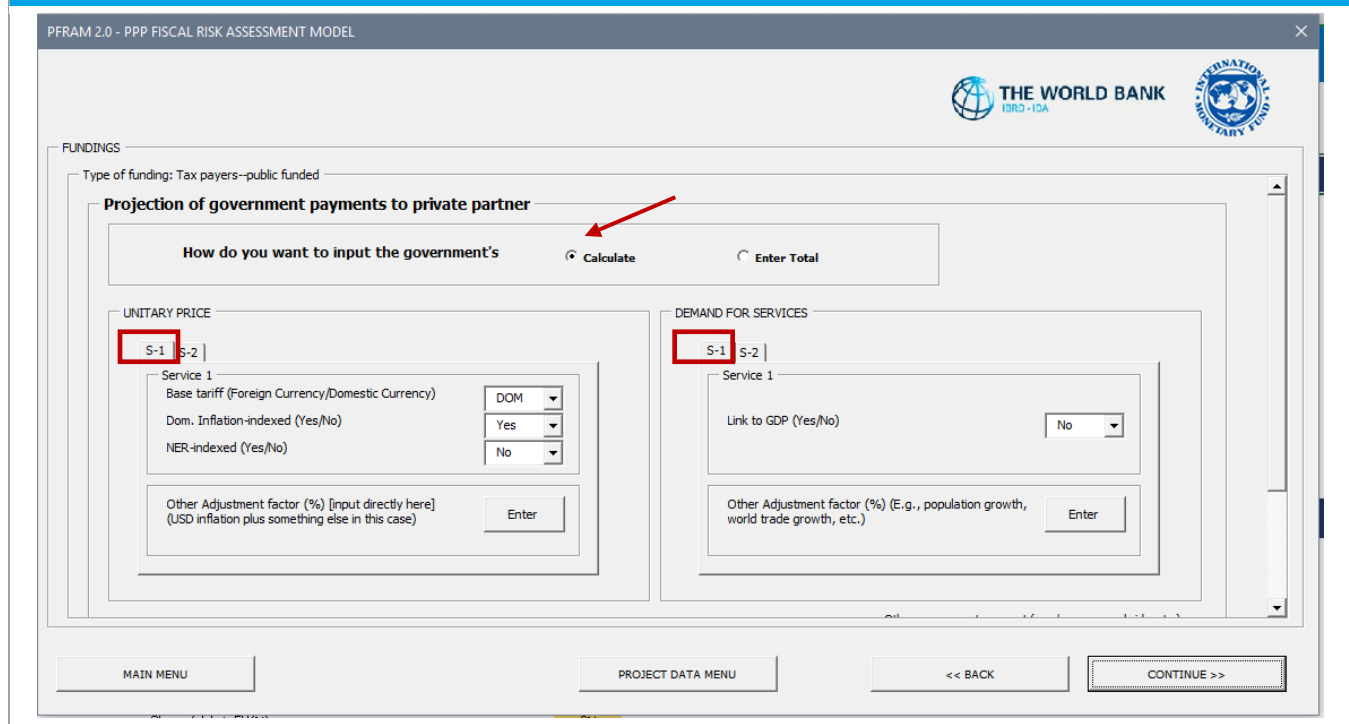 PFRAM 2.0 - PPP FISCAL RISK ASSESSMENT MODEL
THE WORLD BANK
IBRD • IDA
INTERNATIONAL MONETARY FUND
FUNDINGS
Type of funding: Tax payers--public funded
Projection of government payments to private partner
How do you want to input the government's
Calculate
Enter Total
UNITARY PRICE
S-1
S-2
Service 1
Base tariff (Foreign Currency/Domestic Currency)
DOM
Dom. Inflation-indexed (Yes/No)
Yes
NER-indexed (Yes/No)
No
Other Adjustment factor (%) [input directly here]
(USD inflation plus something else in this case)
Enter
DEMAND FOR SERVICES
S-1
S-2
Service 1
Link to GDP (Yes/No)
No
Other Adjustment factor (%) (E.g., population growth,
world trade growth, etc.)
Enter
MAIN MENU
PROJECT DATA MENU
<< BACK
CONTINUE >>